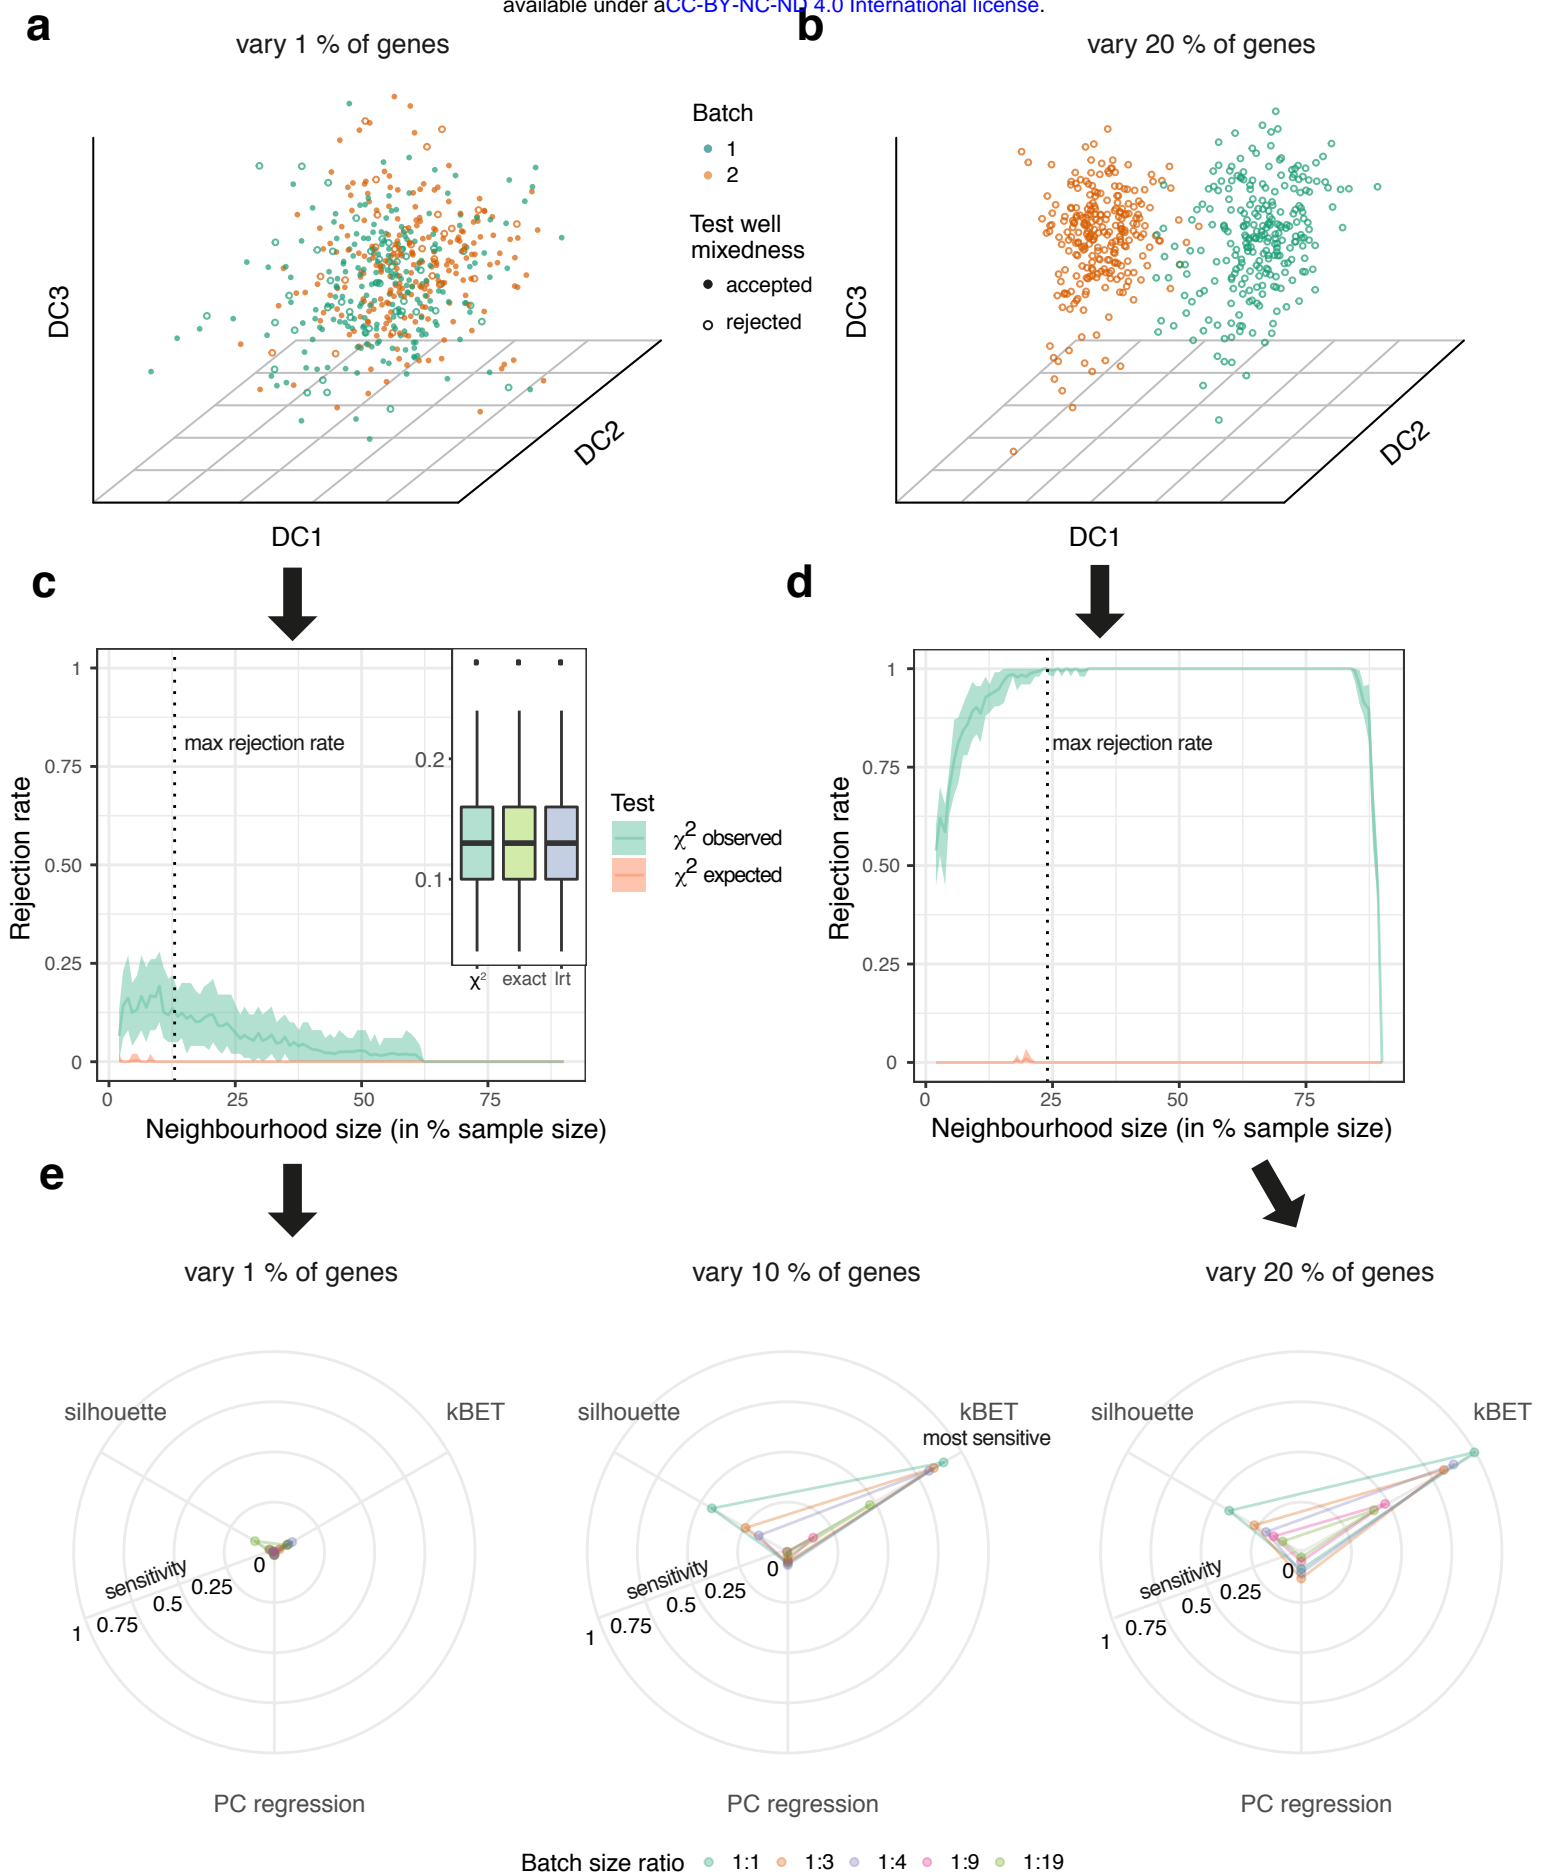 available under aCC-BY-NC-ND 4.0 International license.
a
vary 1 % of genes
b
vary 20 % of genes
Batch
1
2
Test well
mixedness
accepted
rejected
DC3
DC2
DC1
DC3
DC2
DC1
c
1
0.75
0.50
0.25
0
Rejection rate
max rejection rate
0.2
0.1
χ²
exact
lrt
0
25
50
75
Neighbourhood size (in % sample size)
Test
χ² observed
χ² expected
d
1
0.75
0.50
0.25
0
Rejection rate
max rejection rate
0
25
50
75
Neighbourhood size (in % sample size)
e
vary 1 % of genes
silhouette
kBET
sensitivity
0
0.25
0.5
0.75
1
PC regression
vary 10 % of genes
silhouette
kBET
most sensitive
sensitivity
0
0.25
0.5
0.75
1
PC regression
vary 20 % of genes
silhouette
kBET
sensitivity
0
0.25
0.5
0.75
1
PC regression
Batch size ratio 1:1 1:3 1:4 1:9 1:19